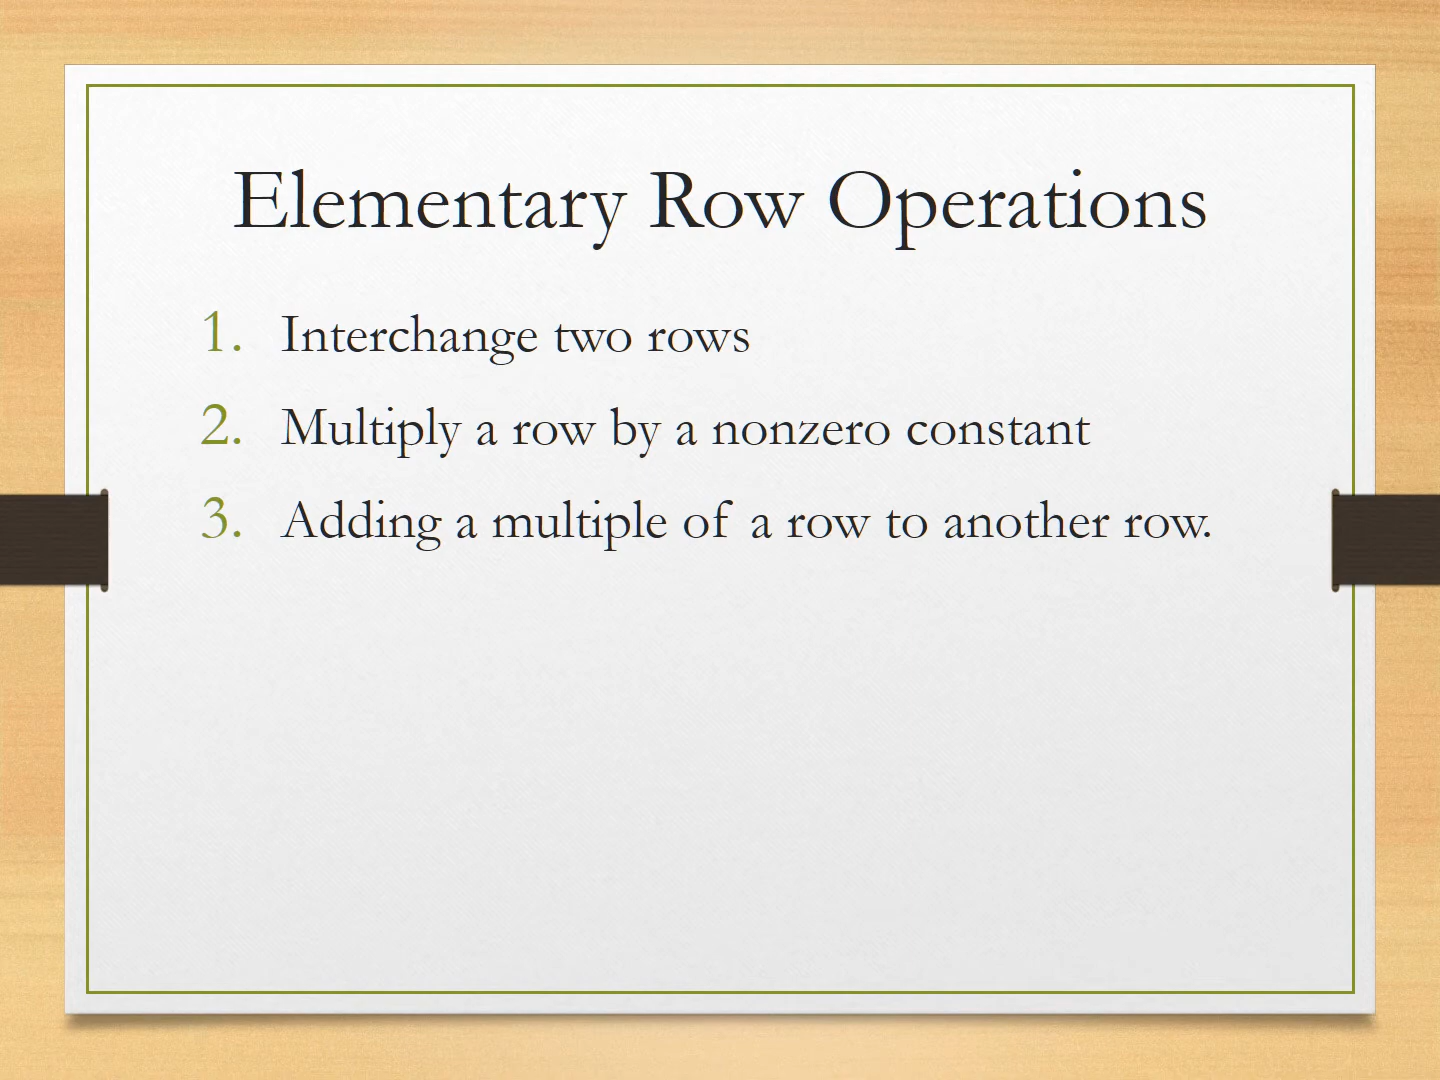 Elementary Row Operations
1. Interchange two rows
2. Multiply a row by a nonzero constant
3. Adding a multiple of a row to another row.